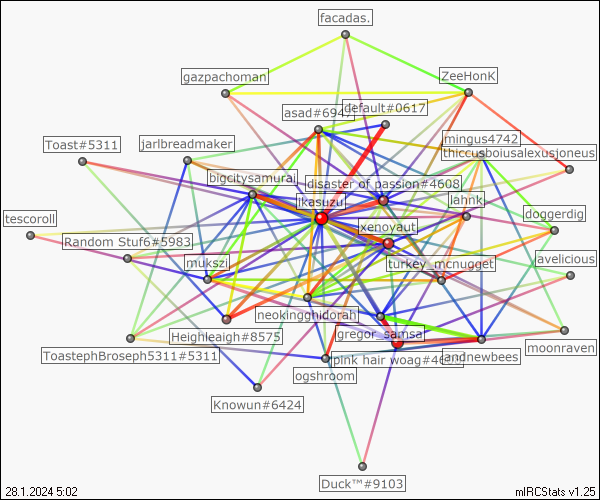 facadas.
gazpachoman
ZeeHonK
default#0617
asad#694
mingus4742
Toast#5311
jarlbreadmaker
thiccusboiusalexusjoneus
bigcitysamurai
disaster of passion#4608
ikasuzu
lahnk
tescoroll
doggerdig
xenoyaut
Random Stuf6#5983
mukszi
turkey_mcnugget
avelicious
neokingghidorah
Heighleaigh#8575
gregor_samsa
moonraven
ToastephBroseph5311#5311
pink hair woag#46
andnewbees
ogshroom
Knowun#6424
Duck™#9103
28.1.2024 5:02
mIRCStats v1.25